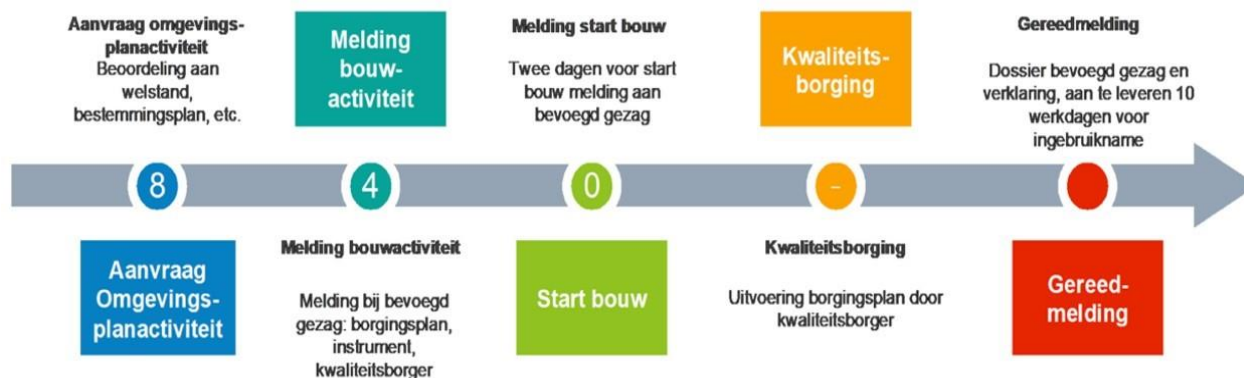 Aanvraag omgevings-
planactiviteit
Beoordeling aan
welstand,
bestemmingsplan, etc.
Melding
bouw-
activiteit
Melding start bouw
Twee dagen voor start
bouw melding aan
bevoegd gezag
Kwaliteits-
borging
Gereedmelding
Dossier bevoegd gezag en
verklaring, aan te leveren 10
werkdagen voor
ingebruikname
8
4
0
-
Aanvraag
Omgevings-
planactiviteit
Melding bouwactiviteit
Melding bij bevoegd
gezag: borgingsplan,
instrument,
kwaliteitsborger
Start bouw
Kwaliteitsborging
Uitvoering borgingsplan door
kwaliteitsborger
Gereed-
melding